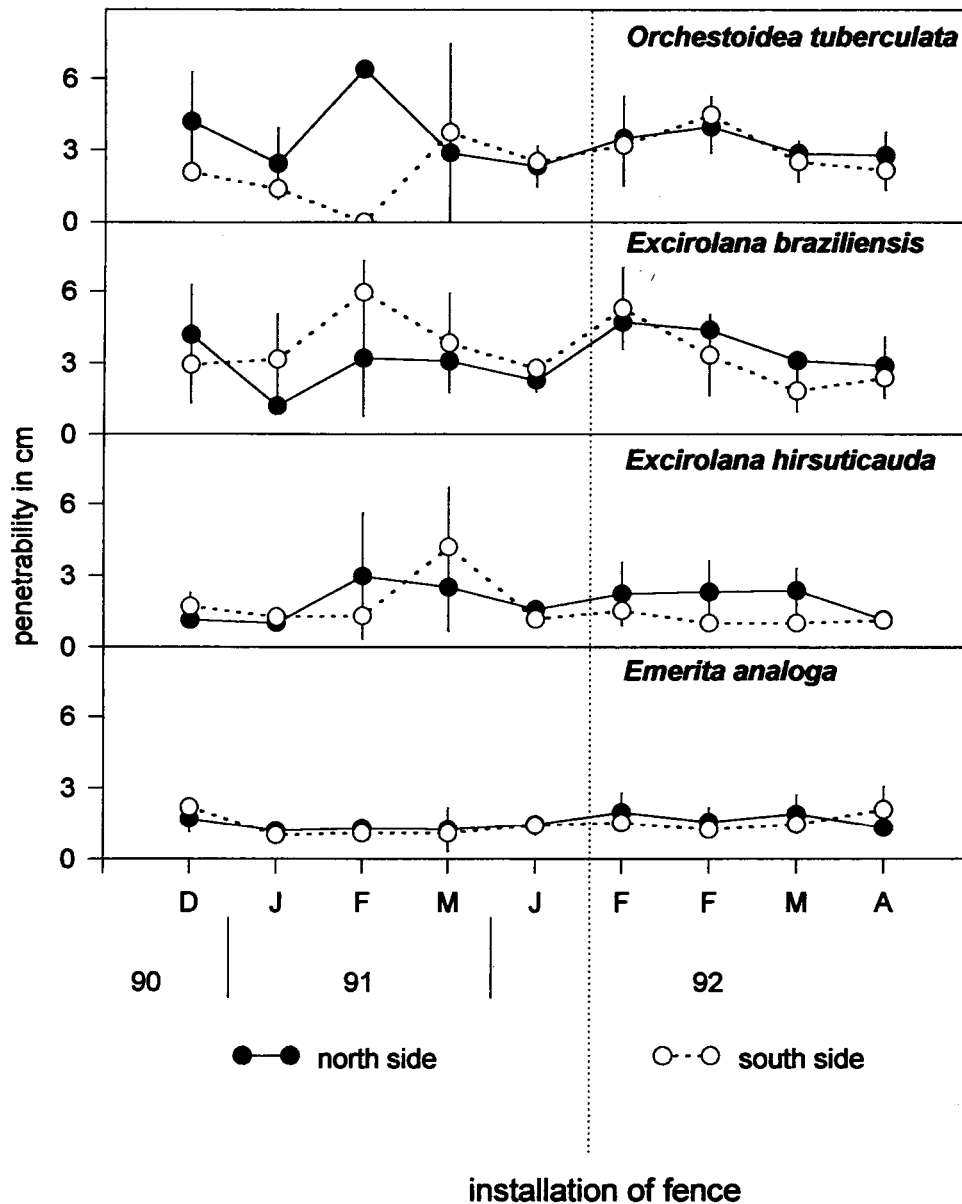 Orchestoidea tuberculata
6
3
0
Excirolana braziliensis
6
3
0
Excirolana hirsuticauda
6
3
0
Emerita analoga
6
3
0
penetrability in cm
D J F M J F F M A
90 91 92
north side south side
installation of fence